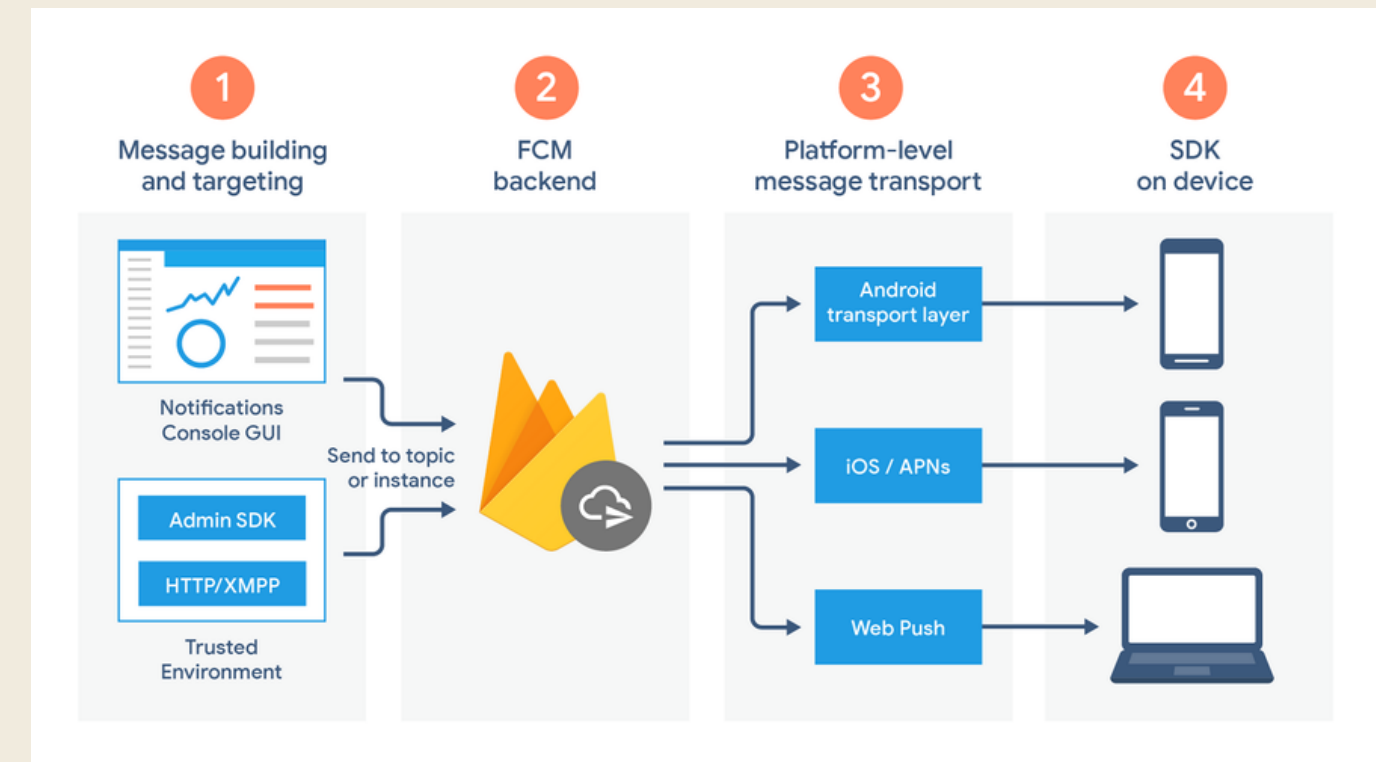 1
Message building
and targeting
2
FCM
backend
3
Platform-level
message transport
4
SDK
on device
Notifications
Console GUI
Send to topic
or instance
Admin SDK
HTTP/XMPP
Trusted
Environment
Android
transport layer
iOS / APNs
Web Push